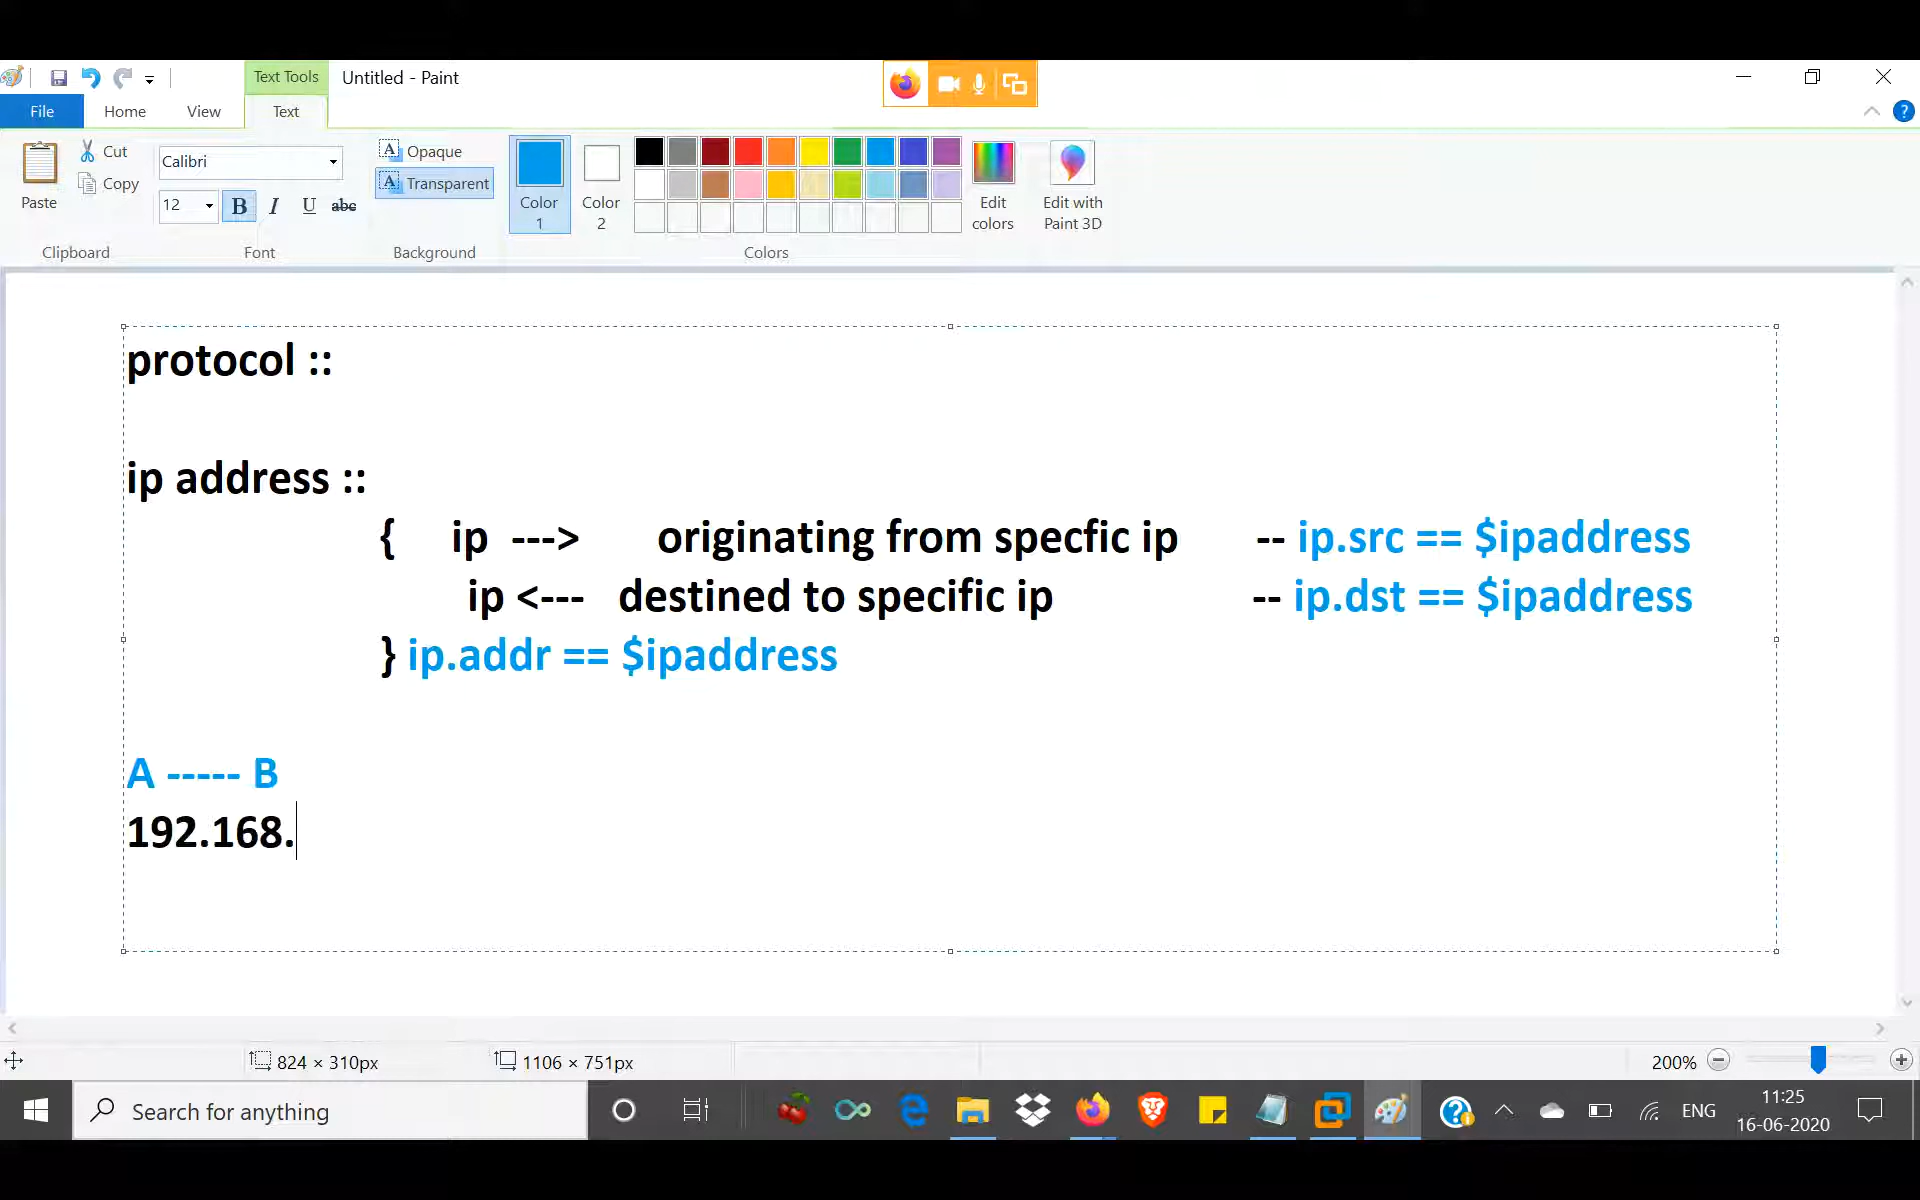 Text Tools
Untitled - Paint
File
Home
View
Text
Paste
Cut
Copy
Clipboard
Calibri
12
B I U abc
Font
A Opaque
A Transparent
Background
Color 1
Color 2
Edit colors
Edit with Paint 3D
Colors
protocol ::
ip address ::
{ ip ---> originating from specfic ip -- ip.src == $ipaddress
ip <--- destined to specific ip -- ip.dst == $ipaddress
} ip.addr == $ipaddress
A ----- B
192.168.
824 × 310px
1106 × 751px
200%
Search for anything
ENG
11:25
16-06-2020